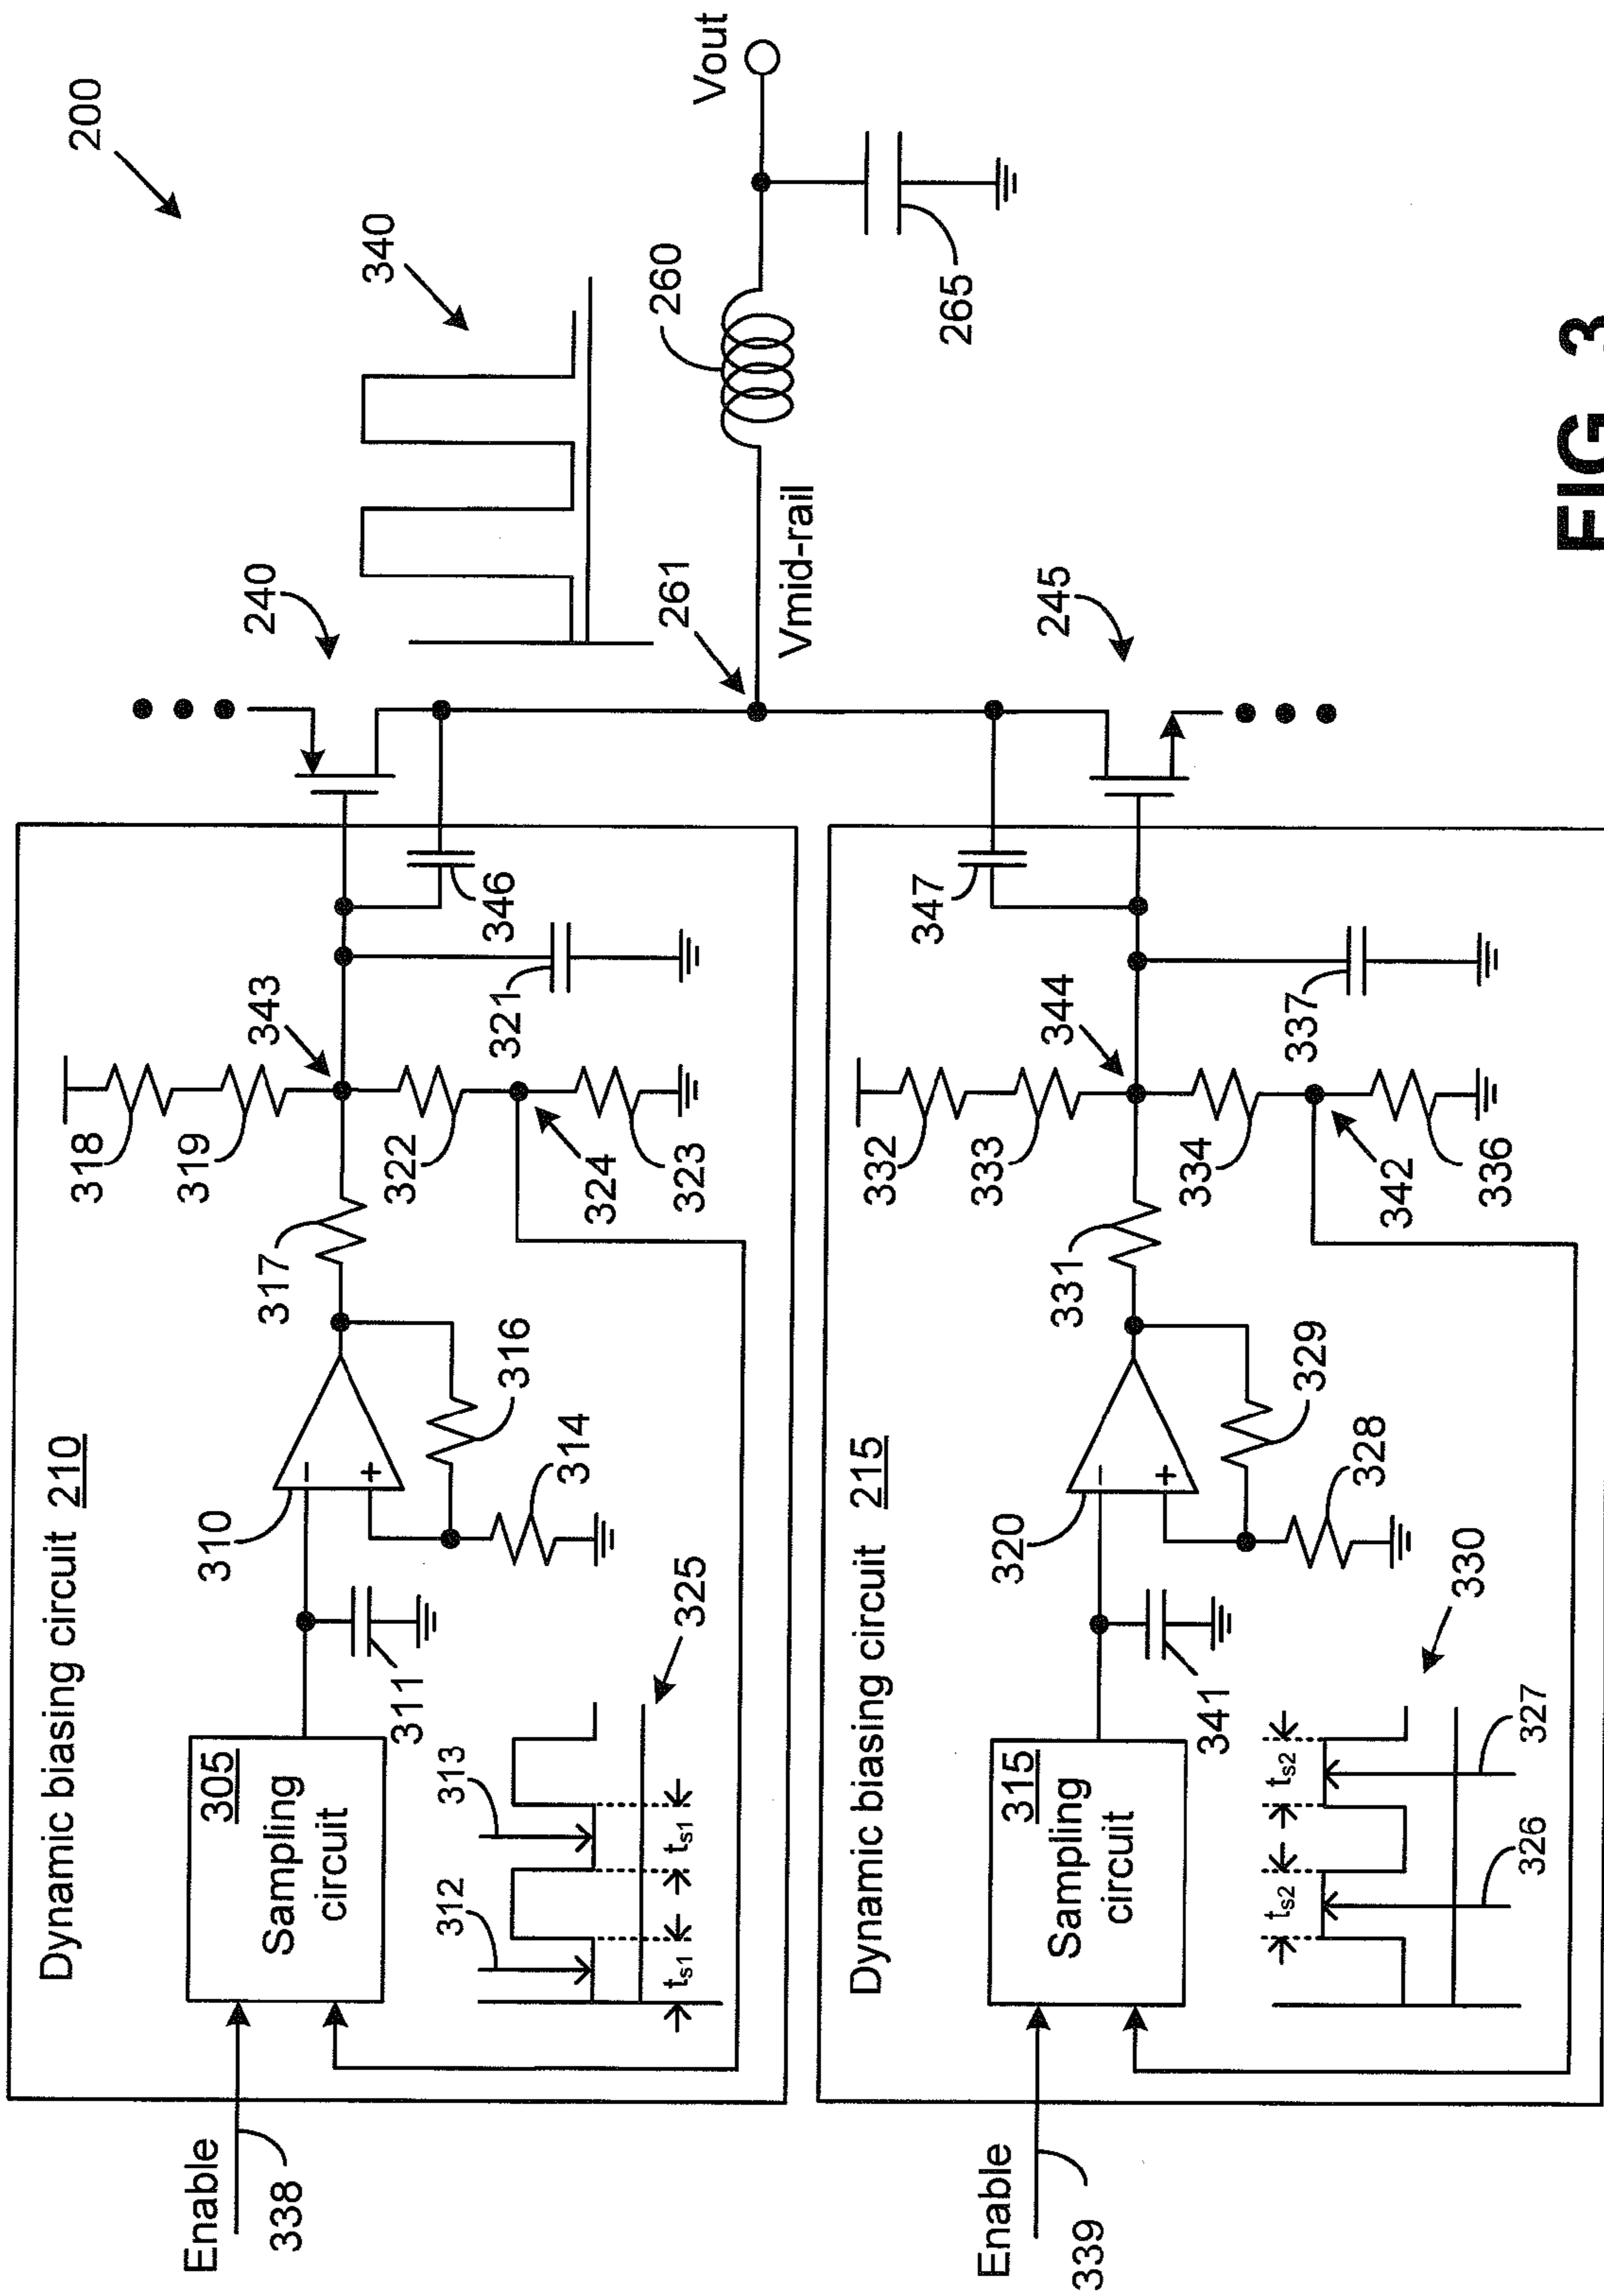 200
Dynamic biasing circuit 210
318
319
343
240
340
Enable
338
305
Sampling
circuit
310
317
322
321
346
261
260
Vout
311
316
314
324
323
Vmid-rail
265
312
313
325
ts1
ts1
Dynamic biasing circuit 215
332
333
344
347
245
Enable
339
315
Sampling
circuit
320
331
334
337
341
329
328
342
336
ts2
ts2
330
326
327
FIG. 3